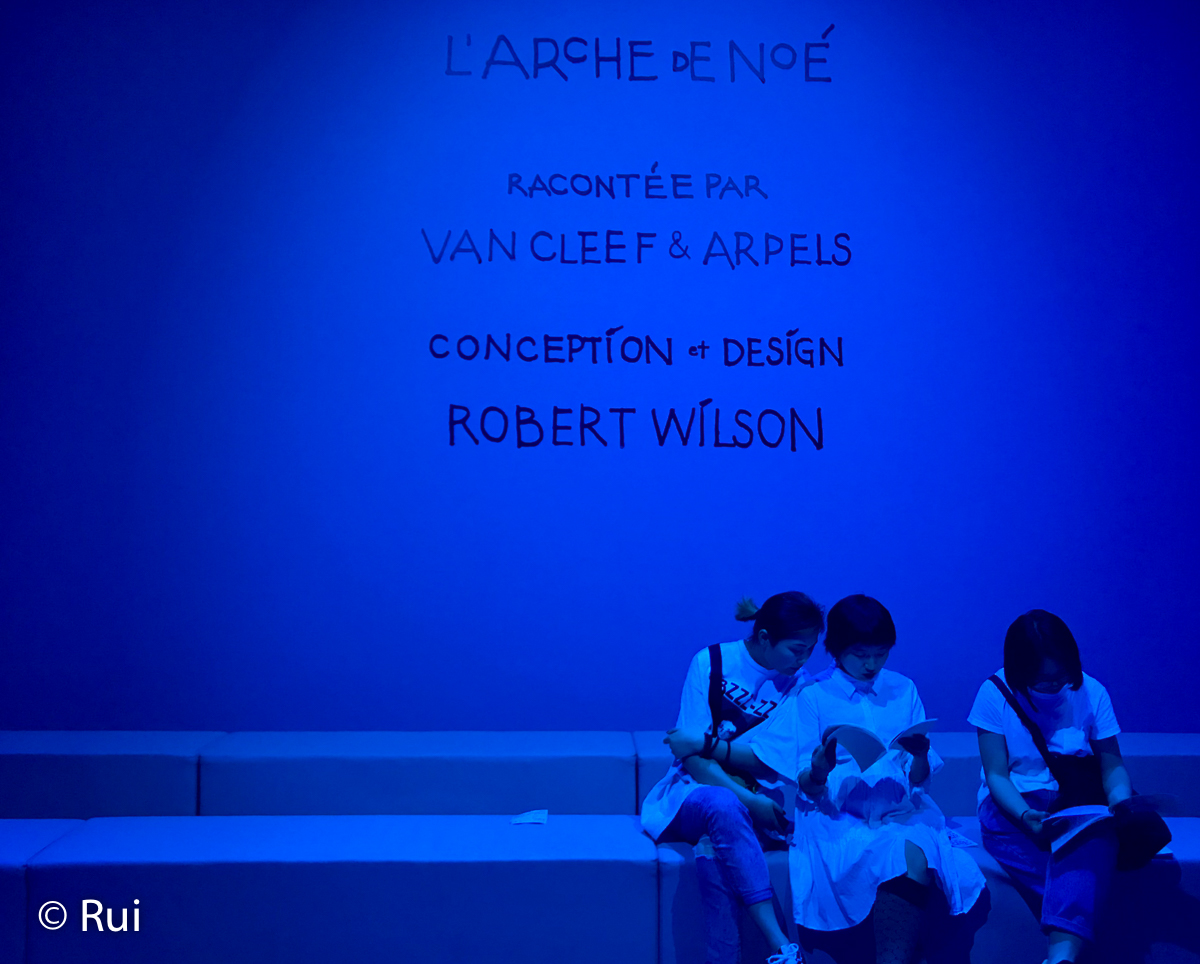 L'ARCHE DE NOÉ
RACONTÉE PAR
VAN CLEEF & ARPELS
CONCEPTION et DESIGN
ROBERT WILSON
© Rui